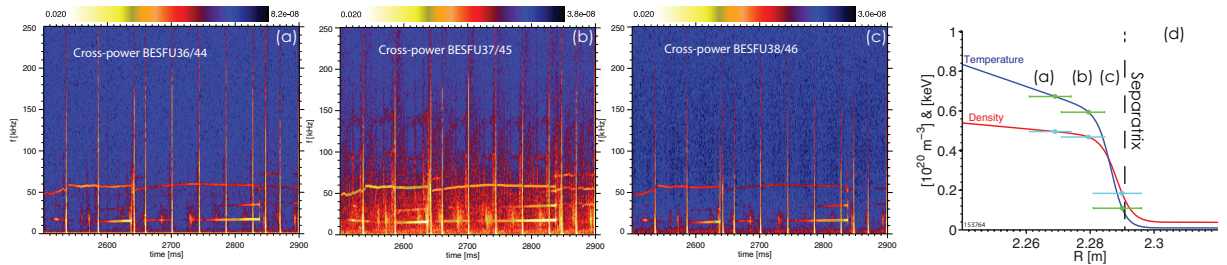 0.020 8.2e-08
(a)
Cross-power BESFU36/44
250
200
150
100
50
0
f [kHz]
2600 2700 2800 2900
time [ms]
0.020 3.8e-08
(b)
Cross-power BESFU37/45
250
200
150
100
50
0
f [kHz]
2600 2700 2800 2900
time [ms]
0.020 3.0e-08
(c)
Cross-power BESFU38/46
250
200
150
100
50
0
f [kHz]
2600 2700 2800 2900
time [ms]
(d)
1
0.8
0.6
0.4
0.2
0
[10²⁰ m⁻³] & [keV]
Temperature
Density
(a) (b) (c)
Separatrix
153764
2.26 2.28 2.3
R [m]